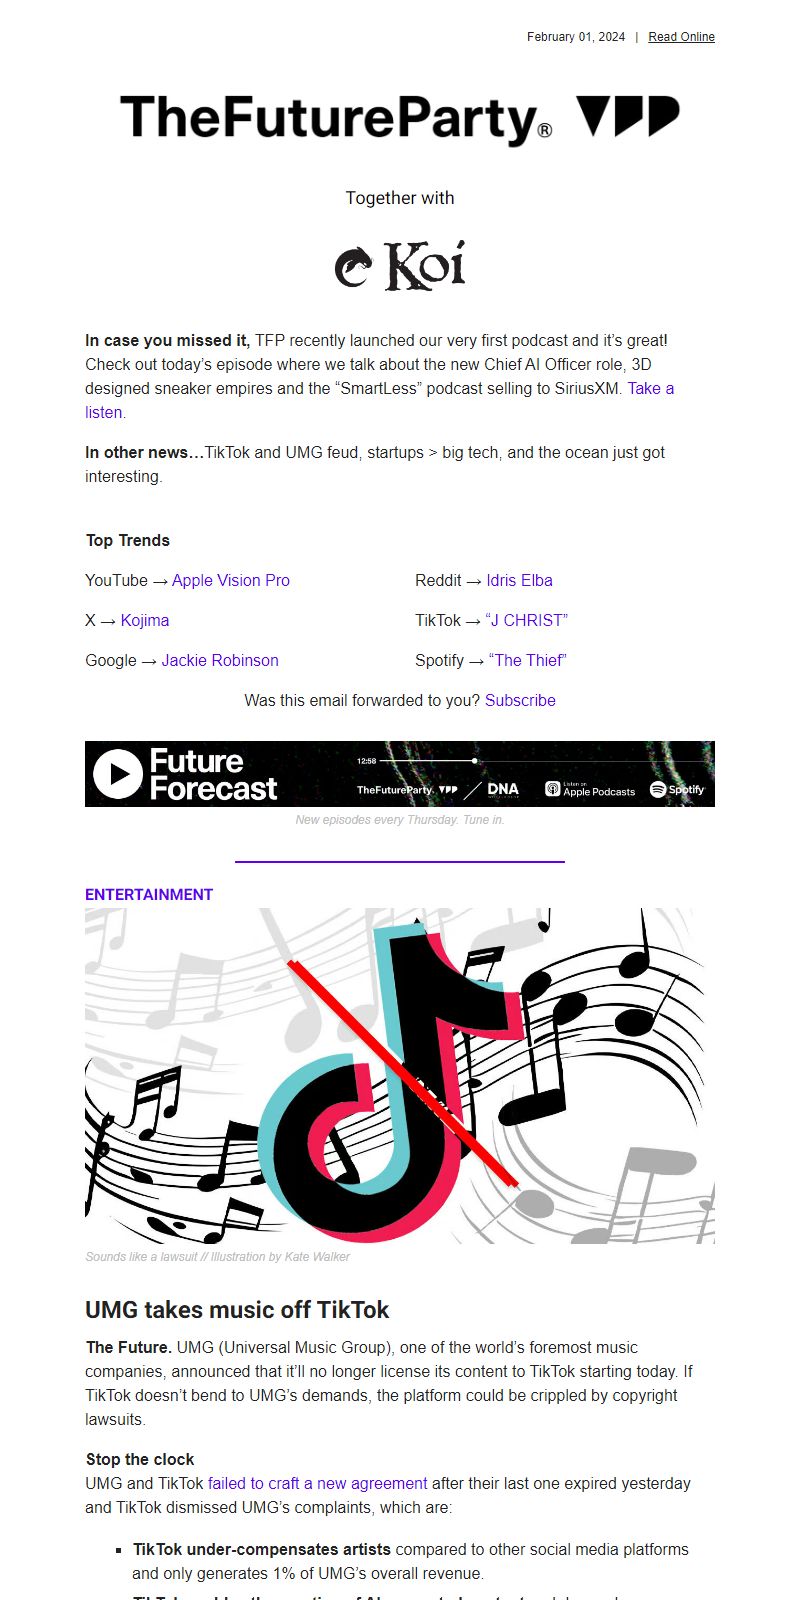 February 01, 2024 | Read Online
TheFutureParty®
Together with
Koi
In case you missed it, TFP recently launched our very first podcast and it’s great!
Check out today’s episode where we talk about the new Chief AI Officer role, 3D
designed sneaker empires and the “SmartLess” podcast selling to SiriusXM. Take a
listen.
In other news…TikTok and UMG feud, startups > big tech, and the ocean just got
interesting.
Top Trends
YouTube → Apple Vision Pro
Reddit → Idris Elba
X → Kojima
TikTok → “J CHRIST”
Google → Jackie Robinson
Spotify → “The Thief”
Was this email forwarded to you? Subscribe
Future
Forecast
12:58
TheFutureParty.
DNA
Listen on
Apple Podcasts
Spotify
New episodes every Thursday. Tune in.
ENTERTAINMENT
Sounds like a lawsuit // Illustration by Kate Walker
UMG takes music off TikTok
The Future. UMG (Universal Music Group), one of the world’s foremost music
companies, announced that it’ll no longer license its content to TikTok starting today. If
TikTok doesn’t bend to UMG’s demands, the platform could be crippled by copyright
lawsuits.
Stop the clock
UMG and TikTok failed to craft a new agreement after their last one expired yesterday
and TikTok dismissed UMG’s complaints, which are:
▪ TikTok under-compensates artists compared to other social media platforms
and only generates 1% of UMG’s overall revenue.